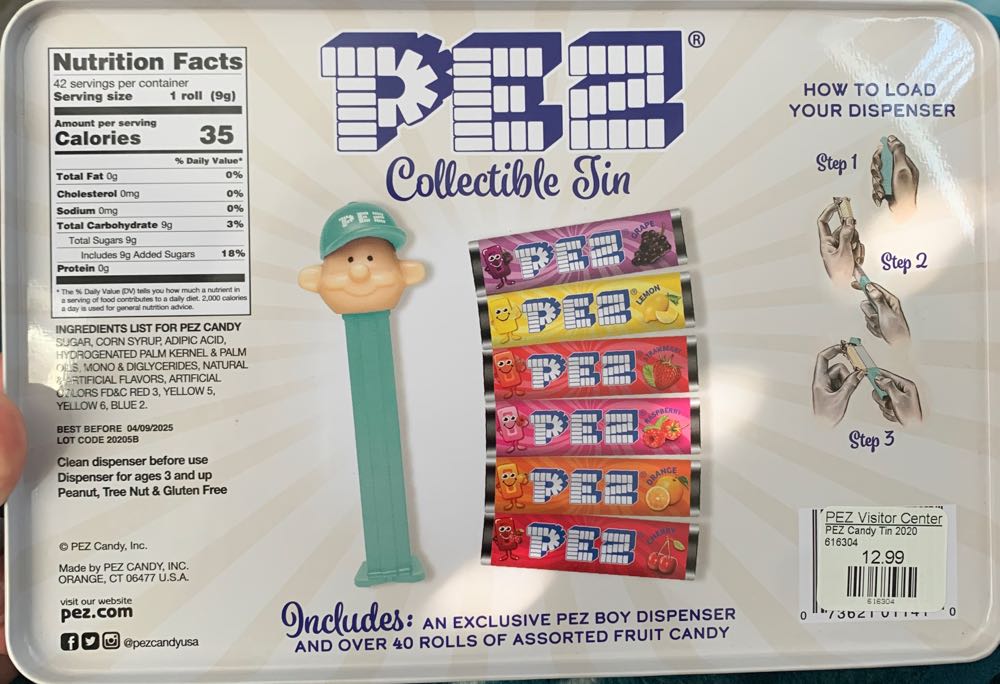 Nutrition Facts
42 servings per container
Serving size 1 roll (9g)
Amount per serving
Calories 35
% Daily Value*
Total Fat 0g 0%
Cholesterol 0mg 0%
Sodium 0mg 0%
Total Carbohydrate 9g 3%
Total Sugars 9g
Includes 9g Added Sugars 18%
Protein 0g
* The % Daily Value (DV) tells you how much a nutrient in
a serving of food contributes to a daily diet. 2,000 calories
a day is used for general nutrition advice.
INGREDIENTS LIST FOR PEZ CANDY
SUGAR, CORN SYRUP, ADIPIC ACID,
HYDROGENATED PALM KERNEL & PALM
OILS, MONO & DIGLYCERIDES, NATURAL
& ARTIFICIAL FLAVORS, ARTIFICIAL
COLORS FD&C RED 3, YELLOW 5,
YELLOW 6, BLUE 2.
BEST BEFORE 04/09/2025
LOT CODE 20205B
Clean dispenser before use
Dispenser for ages 3 and up
Peanut, Tree Nut & Gluten Free
© PEZ Candy, Inc.
Made by PEZ CANDY, INC.
ORANGE, CT 06477 U.S.A.
visit our website
pez.com
@pezcandyusa
PEZ®
Collectible Tin
PEZ
PEZ GRAPE
PEZ® LEMON
PEZ® STRAWBERRY
PEZ® RASPBERRY
PEZ® ORANGE
PEZ® CHERRY
Includes: AN EXCLUSIVE PEZ BOY DISPENSER
AND OVER 40 ROLLS OF ASSORTED FRUIT CANDY
HOW TO LOAD
YOUR DISPENSER
Step 1
Step 2
Step 3
PEZ Visitor Center
PEZ Candy Tin 2020
616304
12.99
616304
0 73621 01141 0